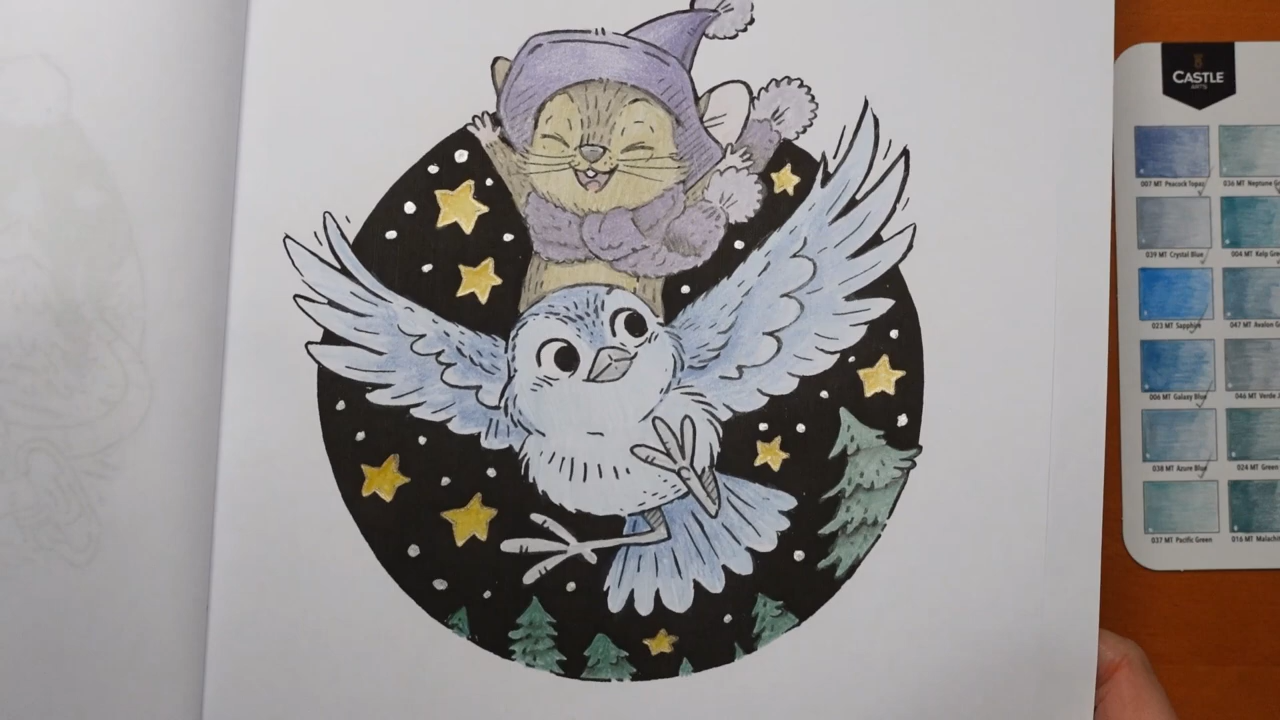 CASTLE
ARTS
007 MT Peacock Topaz
036 MT Neptune
039 MT Crystal Blue
004 MT Kelp Gre
023 MT Sapphire
047 MT Avalon
006 MT Galaxy Blue
046 MT Verde
038 MT Azure Blue
024 MT Green
037 MT Pacific Green
016 MT Malachit